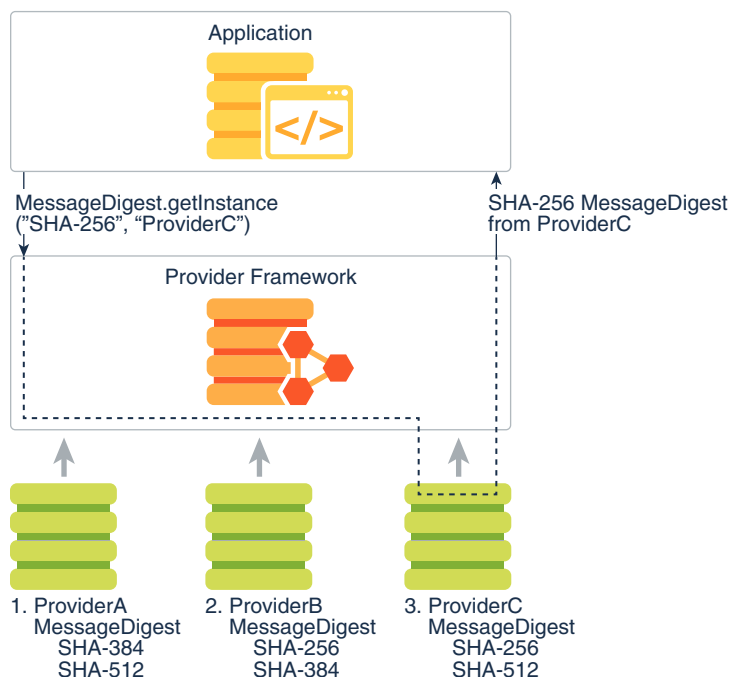 Application
</>
MessageDigest.getInstance
(”SHA-256”, “ProviderC”)
SHA-256 MessageDigest
from ProviderC
Provider Framework
1. ProviderA
MessageDigest
SHA-384
SHA-512
2. ProviderB
MessageDigest
SHA-256
SHA-384
3. ProviderC
MessageDigest
SHA-256
SHA-512